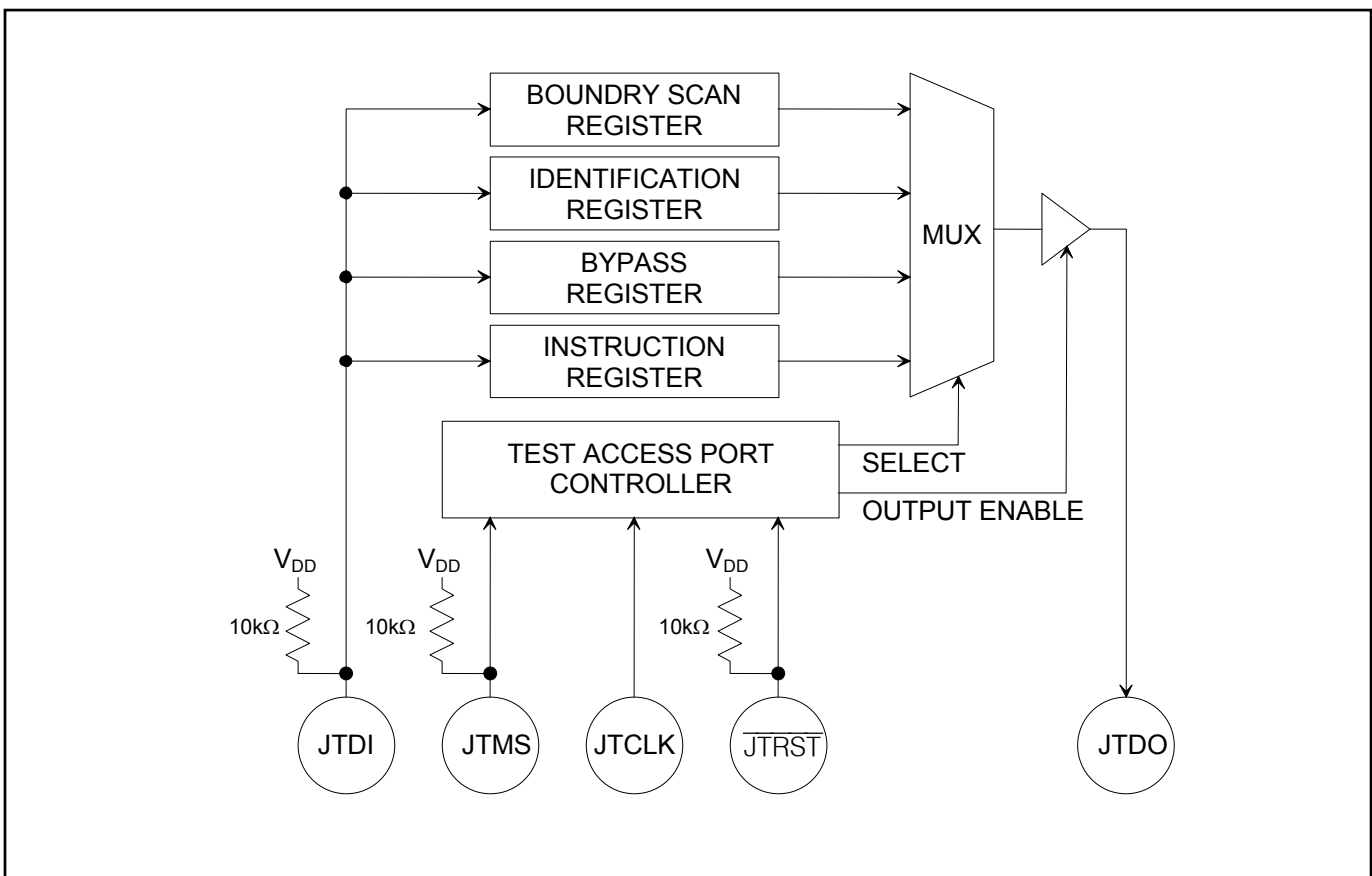 BOUNDRY SCAN
REGISTER
IDENTIFICATION
REGISTER
BYPASS
REGISTER
INSTRUCTION
REGISTER
MUX
TEST ACCESS PORT
CONTROLLER
SELECT
OUTPUT ENABLE
VDD
10kΩ
VDD
10kΩ
VDD
10kΩ
JTDI
JTMS
JTCLK
JTRST
JTDO